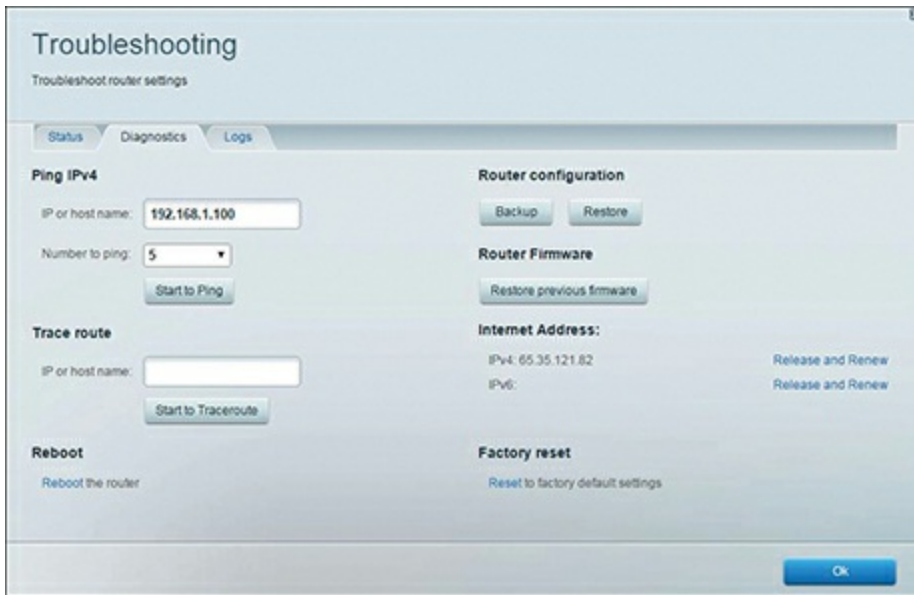 Troubleshooting
Troubleshoot router settings
Status
Diagnostics
Logs
Ping IPv4
IP or host name: 192.168.1.100
Number to ping: 5
Start to Ping
Trace route
IP or host name:
Start to Traceroute
Reboot
Reboot the router
Router configuration
Backup
Restore
Router Firmware
Restore previous firmware
Internet Address:
IPv4: 65.35.121.82
Release and Renew
IPv6:
Release and Renew
Factory reset
Reset to factory default settings
Ok